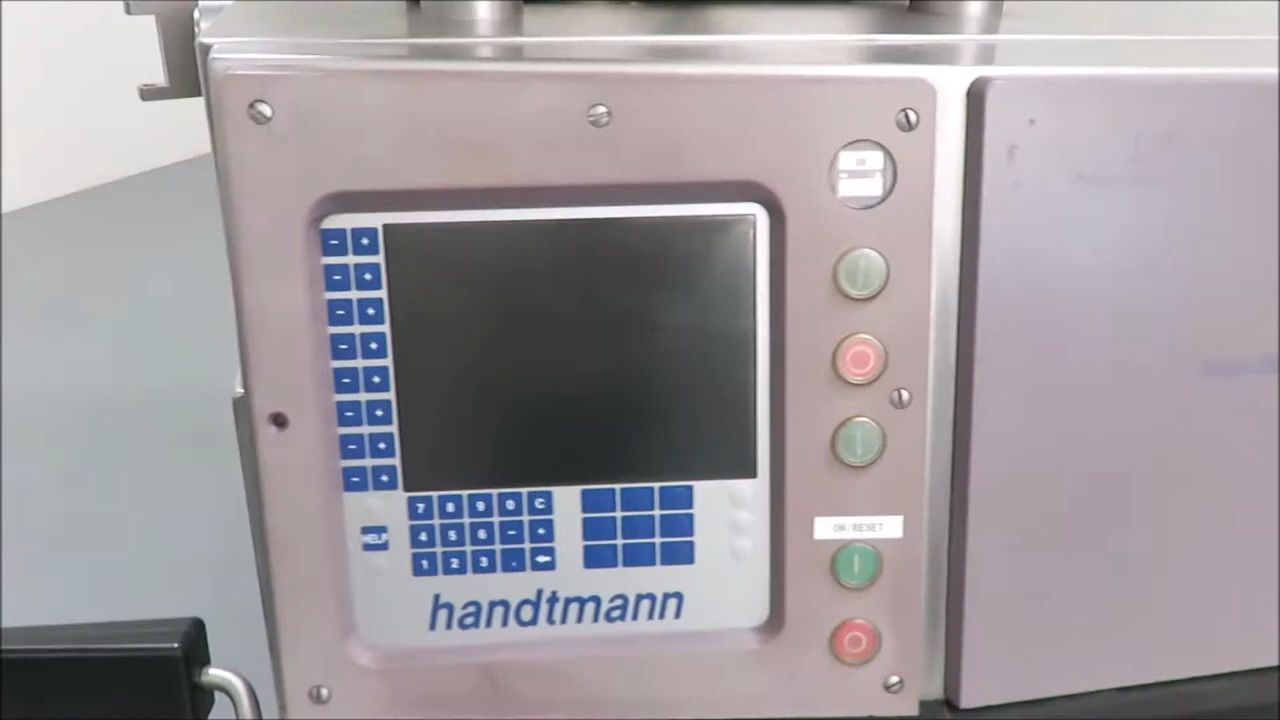 - +
- +
- +
- +
- +
- +
- +
- +
7 8 9 0 C
HELP
4 5 6 - +
1 2 3 . ←
handtmann
ON/RESET